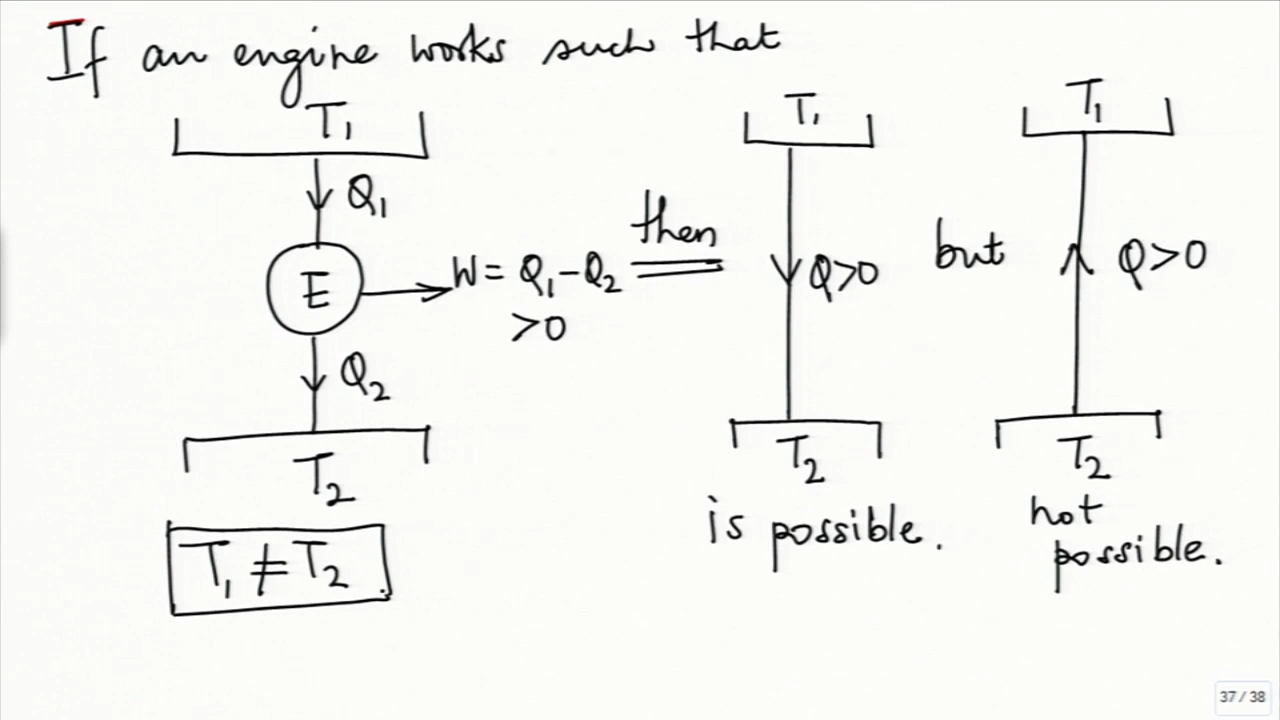 If an engine works such that
T₁
Q₁
E
W = Q₁-Q₂
>0
Q₂
T₂
T₁ ≠ T₂
then
T₁
Q>0
T₂
is possible.
but
T₁
Q>0
T₂
not
possible.
37 / 38